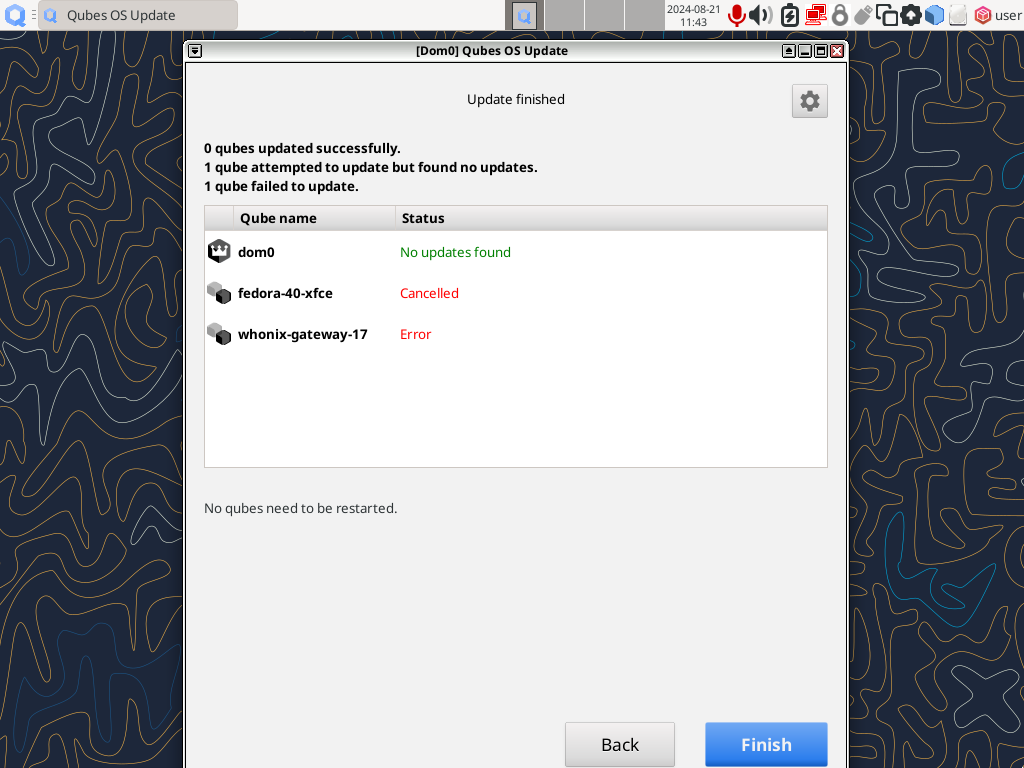 Qubes OS Update
2024-08-21
11:43
user
[Dom0] Qubes OS Update
Update finished
0 qubes updated successfully.
1 qube attempted to update but found no updates.
1 qube failed to update.
Qube name Status
dom0 No updates found
fedora-40-xfce Cancelled
whonix-gateway-17 Error
No qubes need to be restarted.
Back Finish